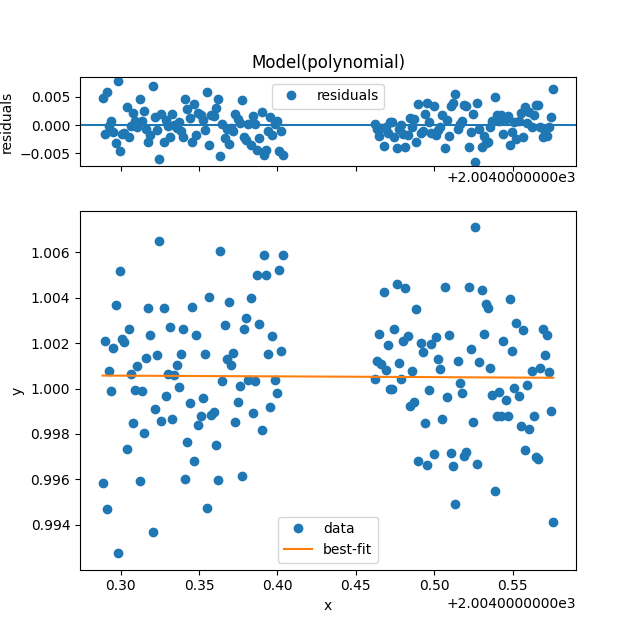 Model(polynomial)
residuals
0.005
0.000
−0.005
residuals
+2.0040000000e3
1.006
1.004
1.002
1.000
0.998
0.996
0.994
y
data
best-fit
0.30 0.35 0.40 0.45 0.50 0.55
x
+2.0040000000e3